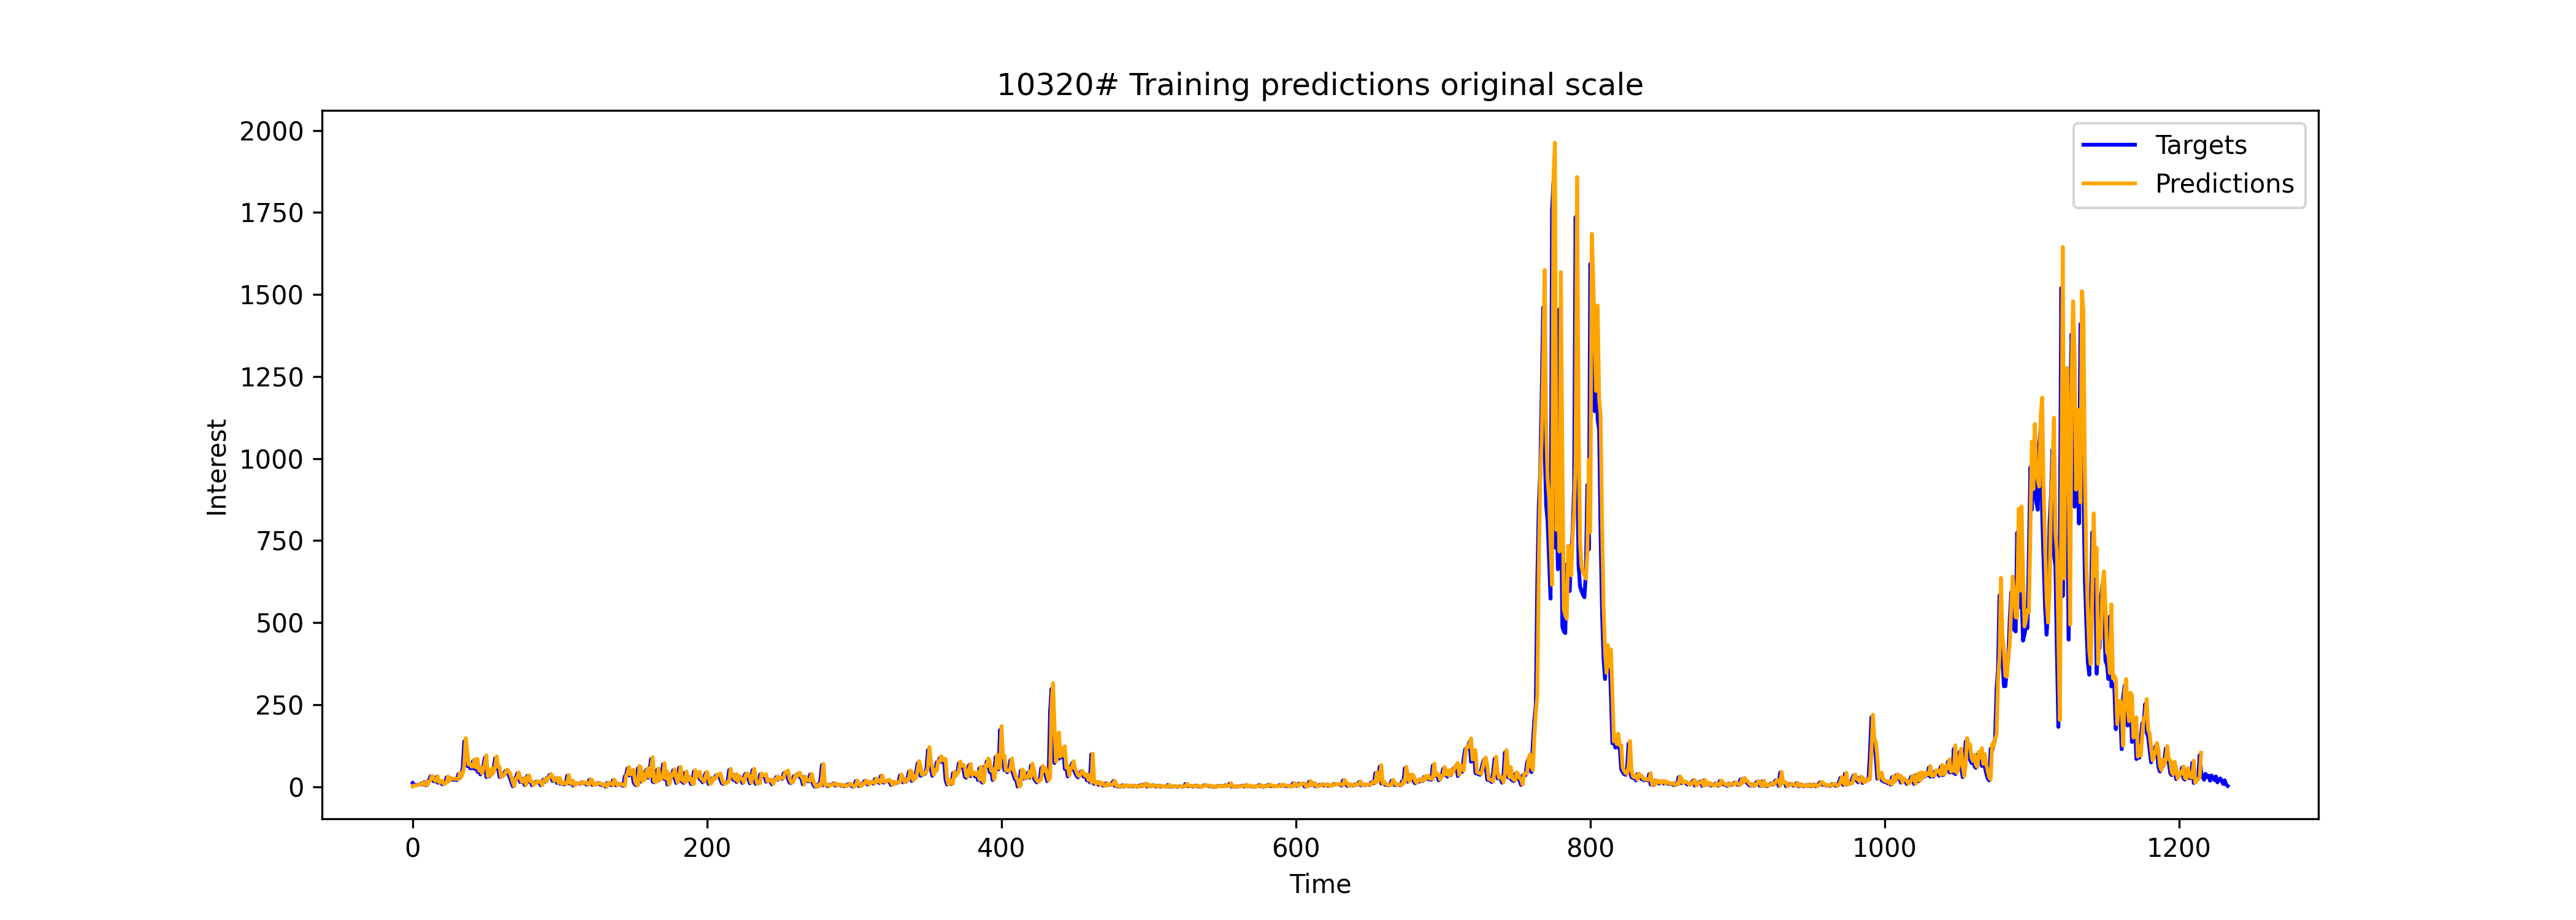 10320# Training predictions original scale
Targets
Predictions
2000
1750
1500
1250
1000
750
500
250
0
Interest
0 200 400 600 800 1000 1200
Time